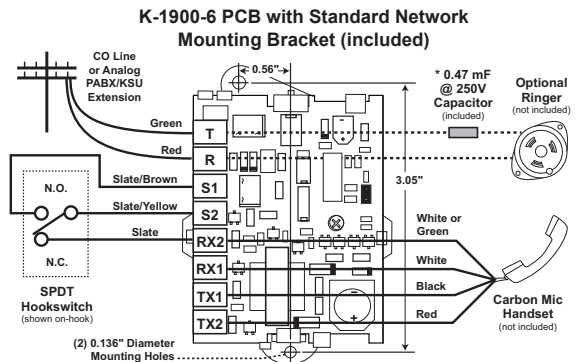 K-1900-6 PCB with Standard Network
Mounting Bracket (included)
CO Line
or Analog
PABX/KSU
Extension
0.56"
* 0.47 mF
@ 250V
Capacitor
(included)
Optional
Ringer
(not included)
Green
T
Red
R
3.05"
Slate/Brown
S1
N.O.
Slate/Yellow
S2
Slate
RX2
White or
Green
N.C.
RX1
White
SPDT
Hookswitch
(shown on-hook)
TX1
Black
TX2
Red
Carbon Mic
Handset
(not included)
(2) 0.136" Diameter
Mounting Holes